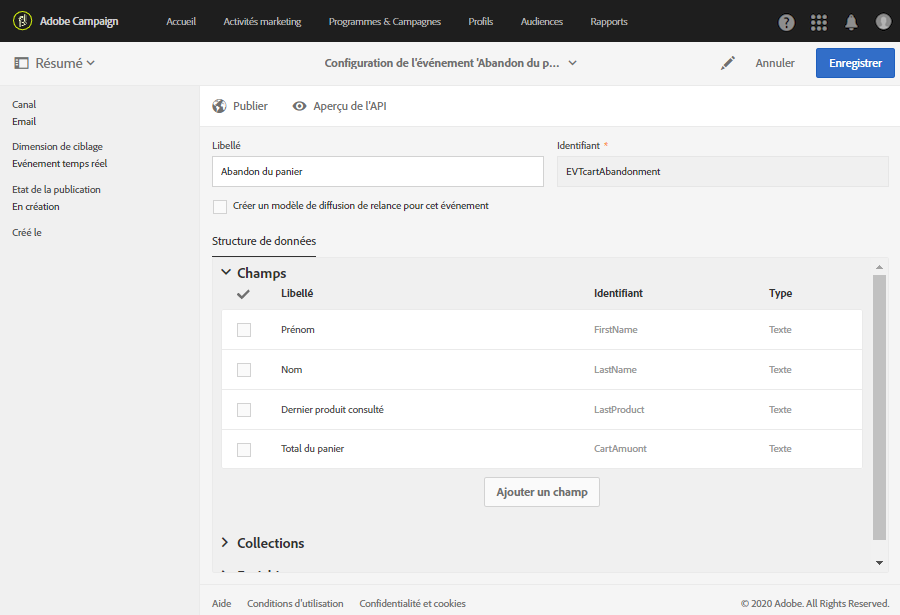 Adobe Campaign
Accueil
Activités marketing
Programmes & Campagnes
Profils
Audiences
Rapports
Résumé
Configuration de l'événement 'Abandon du p...
Annuler
Enregistrer
Canal
Email
Dimension de ciblage
Evénement temps réel
Etat de la publication
En création
Créé le
Publier
Aperçu de l'API
Libellé
Identifiant *
Abandon du panier
EVTcartAbandonment
Créer un modèle de diffusion de relance pour cet événement
Structure de données
Champs
Libellé
Identifiant
Type
Prénom
FirstName
Texte
Nom
LastName
Texte
Dernier produit consulté
LastProduct
Texte
Total du panier
CartAmuont
Texte
Ajouter un champ
Collections
Aide
Conditions d'utilisation
Confidentialité et cookies
© 2020 Adobe. All Rights Reserved.